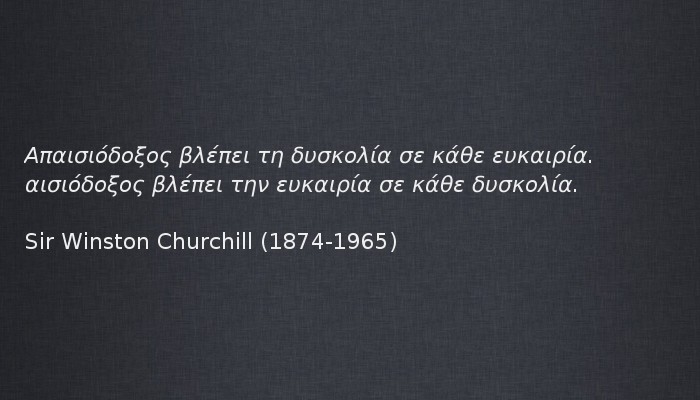 Απαισιόδοξος βλέπει τη δυσκολία σε κάθε ευκαιρία.
αισιόδοξος βλέπει την ευκαιρία σε κάθε δυσκολία.
Sir Winston Churchill (1874-1965)